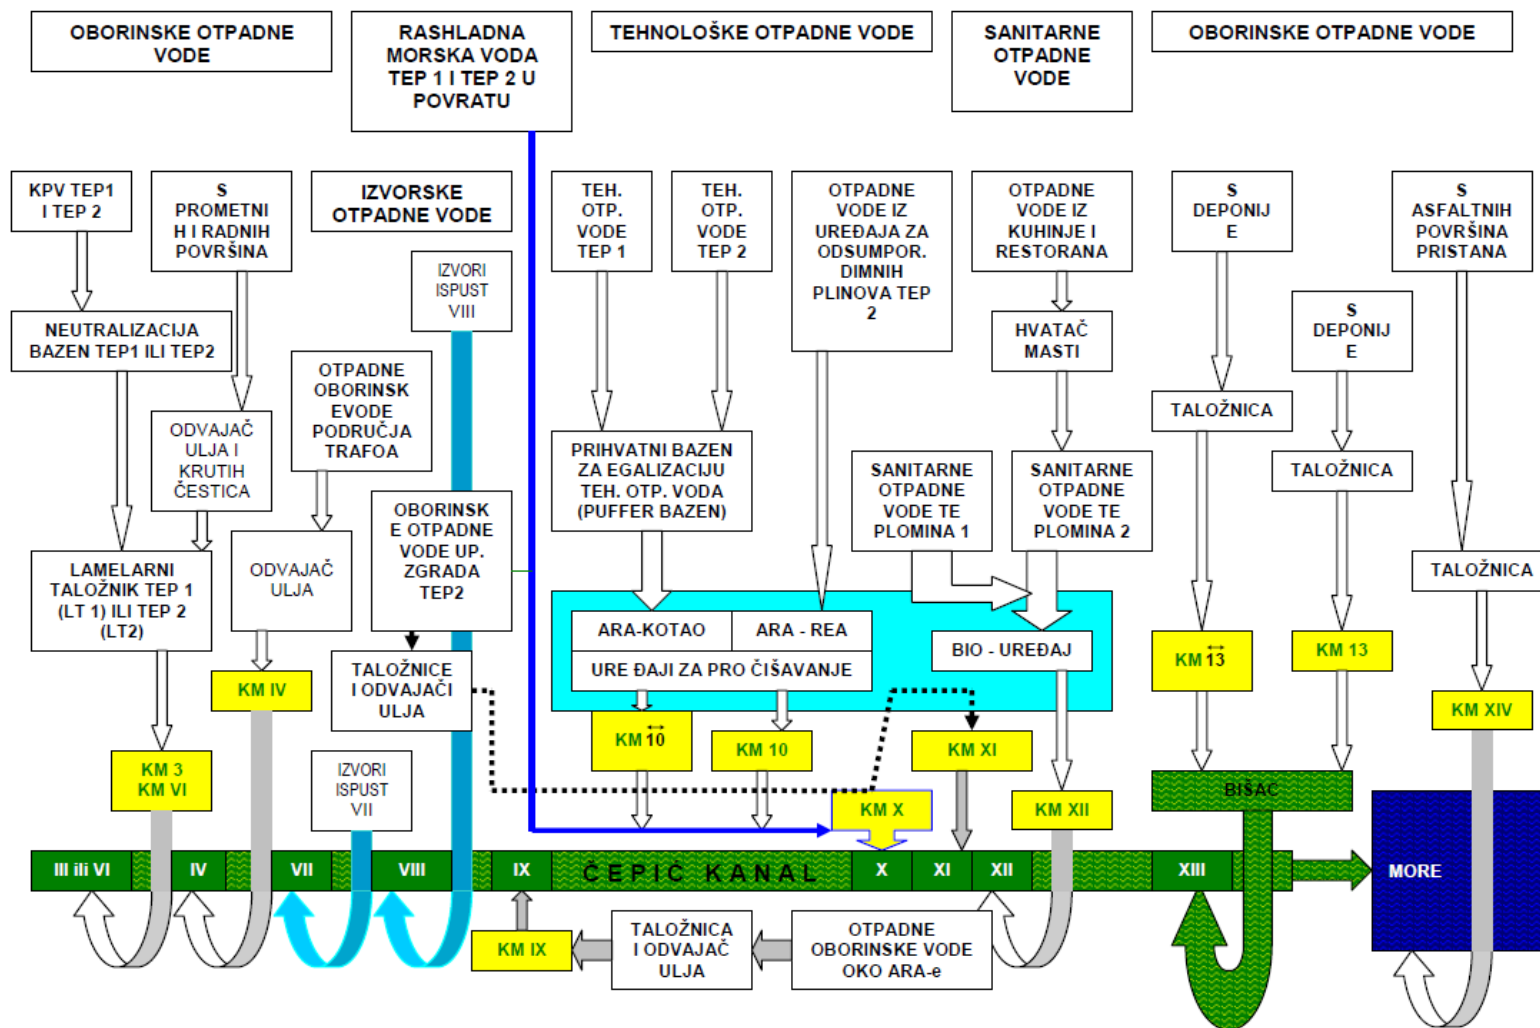 OBORINSKE OTPADNE
VODE
RASHLADNA
MORSKA VODA
TEP 1 I TEP 2 U
POVRATU
TEHNOLOŠKE OTPADNE VODE
SANITARNE
OTPADNE
VODE
OBORINSKE OTPADNE VODE
KPV TEP1
I TEP 2
S
PROMETNI
H I RADNIH
POVRŠINA
IZVORSKE
OTPADNE VODE
TEH.
OTP.
VODE
TEP 1
TEH.
OTP.
VODE
TEP 2
OTPADNE
VODE IZ
UREĐAJA ZA
ODSUMPOR.
DIMNIH
PLINOVA TEP
2
OTPADNE
VODE IZ
KUHINJE I
RESTORANA
S
DEPONIJ
E
S
ASFALTNIH
POVRŠINA
PRISTANA
IZVORI
ISPUST
VIII
NEUTRALIZACIJA
BAZEN TEP1 ILI TEP2
HVATAČ
MASTI
S
DEPONIJ
E
OTPADNE
OBORINSK
EVODE
PODRUČJA
TRAFOA
TALOŽNICA
ODVAJAČ
ULJA I
KRUTIH
ČESTICA
PRIHVATNI BAZEN
ZA EGALIZACIJU
TEH. OTP. VODA
(PUFFER BAZEN)
SANITARNE
OTPADNE
VODE TE
PLOMINA 1
SANITARNE
OTPADNE
VODE TE
PLOMINA 2
TALOŽNICA
OBORINSK
E OTPADNE
VODE UP.
ZGRADA
TEP2
LAMELARNI
TALOŽNIK TEP 1
(LT 1) ILI TEP 2
(LT2)
ODVAJAČ
ULJA
TALOŽNICA
ARA-KOTAO
ARA - REA
URE ĐAJI ZA PRO ČIŠAVANJE
BIO - UREĐAJ
KM 13
KM 13
TALOŽNICE
I ODVAJAČI
ULJA
KM IV
KM XIV
KM 10
KM 10
KM XI
KM 3
KM VI
IZVORI
ISPUST
VII
KM X
KM XII
BIŠAC
III ili VI
IV
VII
VIII
IX
ČEPIĆ KANAL
X
XI
XII
XIII
MORE
KM IX
TALOŽNICA
I ODVAJAČ
ULJA
OTPADNE
OBORINSKE VODE
OKO ARA-e